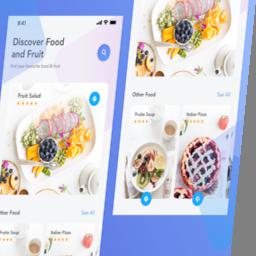 9:41
Discover Food
and Fruit
find your favourite food & fruit
Fruit Salad
Other Food
See All
Fruite Soup
Italian Pizza
Other Food
See All
Fruite Soup
Italian Pizza